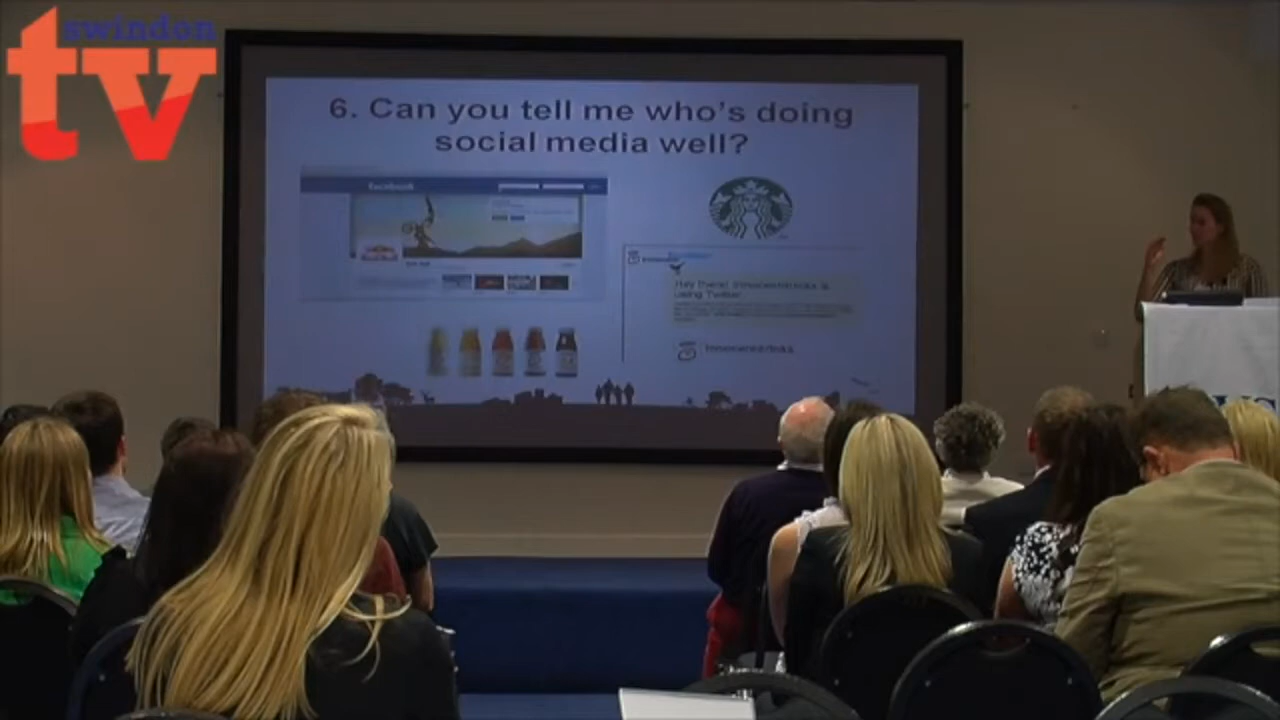 swindon
tv
6. Can you tell me who's doing
social media well?
facebook
Hey there! innocentdrinks is
using Twitter.
innocentdrinks